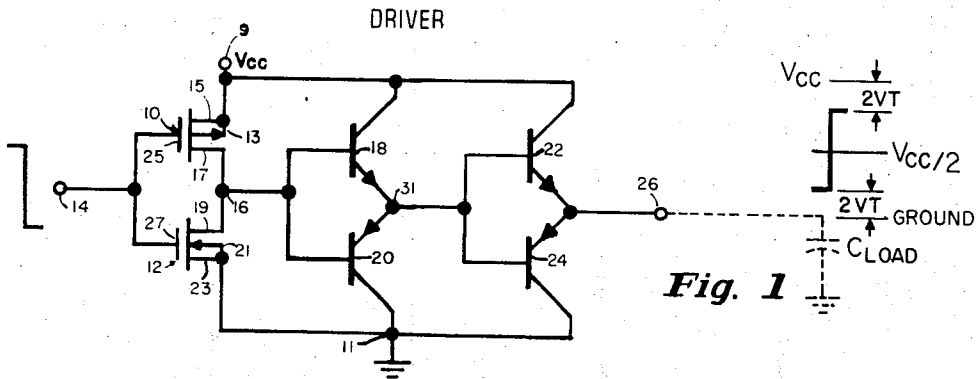 DRIVER
9
Vcc
15
10
13
25
17
14
16
27
19
21
12
23
11
18
31
20
22
24
26
VCC
2VT
VCC/2
2VT
GROUND
CLOAD
Fig. 1